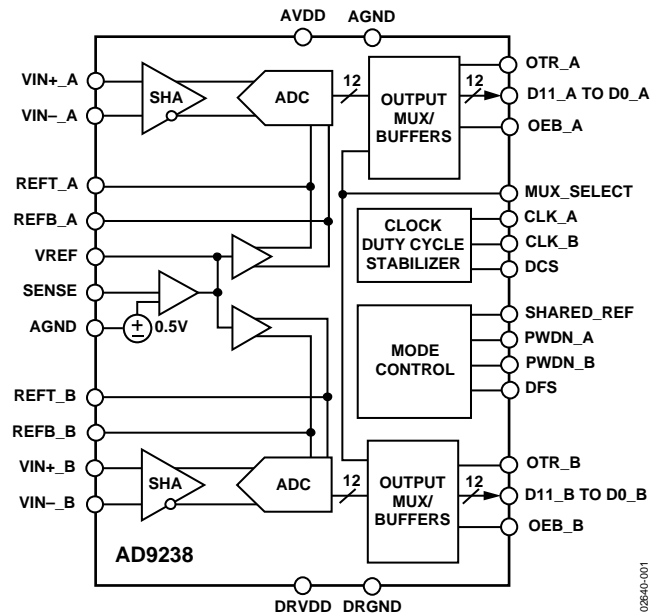 AVDD AGND
VIN+_A
VIN–_A
SHA
ADC
12
OUTPUT
MUX/
BUFFERS
12
OTR_A
D11_A TO D0_A
OEB_A
REFT_A
REFB_A
VREF
SENSE
AGND
0.5V
MUX_SELECT
CLOCK
DUTY CYCLE
STABILIZER
CLK_A
CLK_B
DCS
MODE
CONTROL
SHARED_REF
PWDN_A
PWDN_B
DFS
REFT_B
REFB_B
VIN+_B
VIN–_B
SHA
ADC
12
OUTPUT
MUX/
BUFFERS
12
OTR_B
D11_B TO D0_B
OEB_B
AD9238
DRVDD DRGND
02640-001